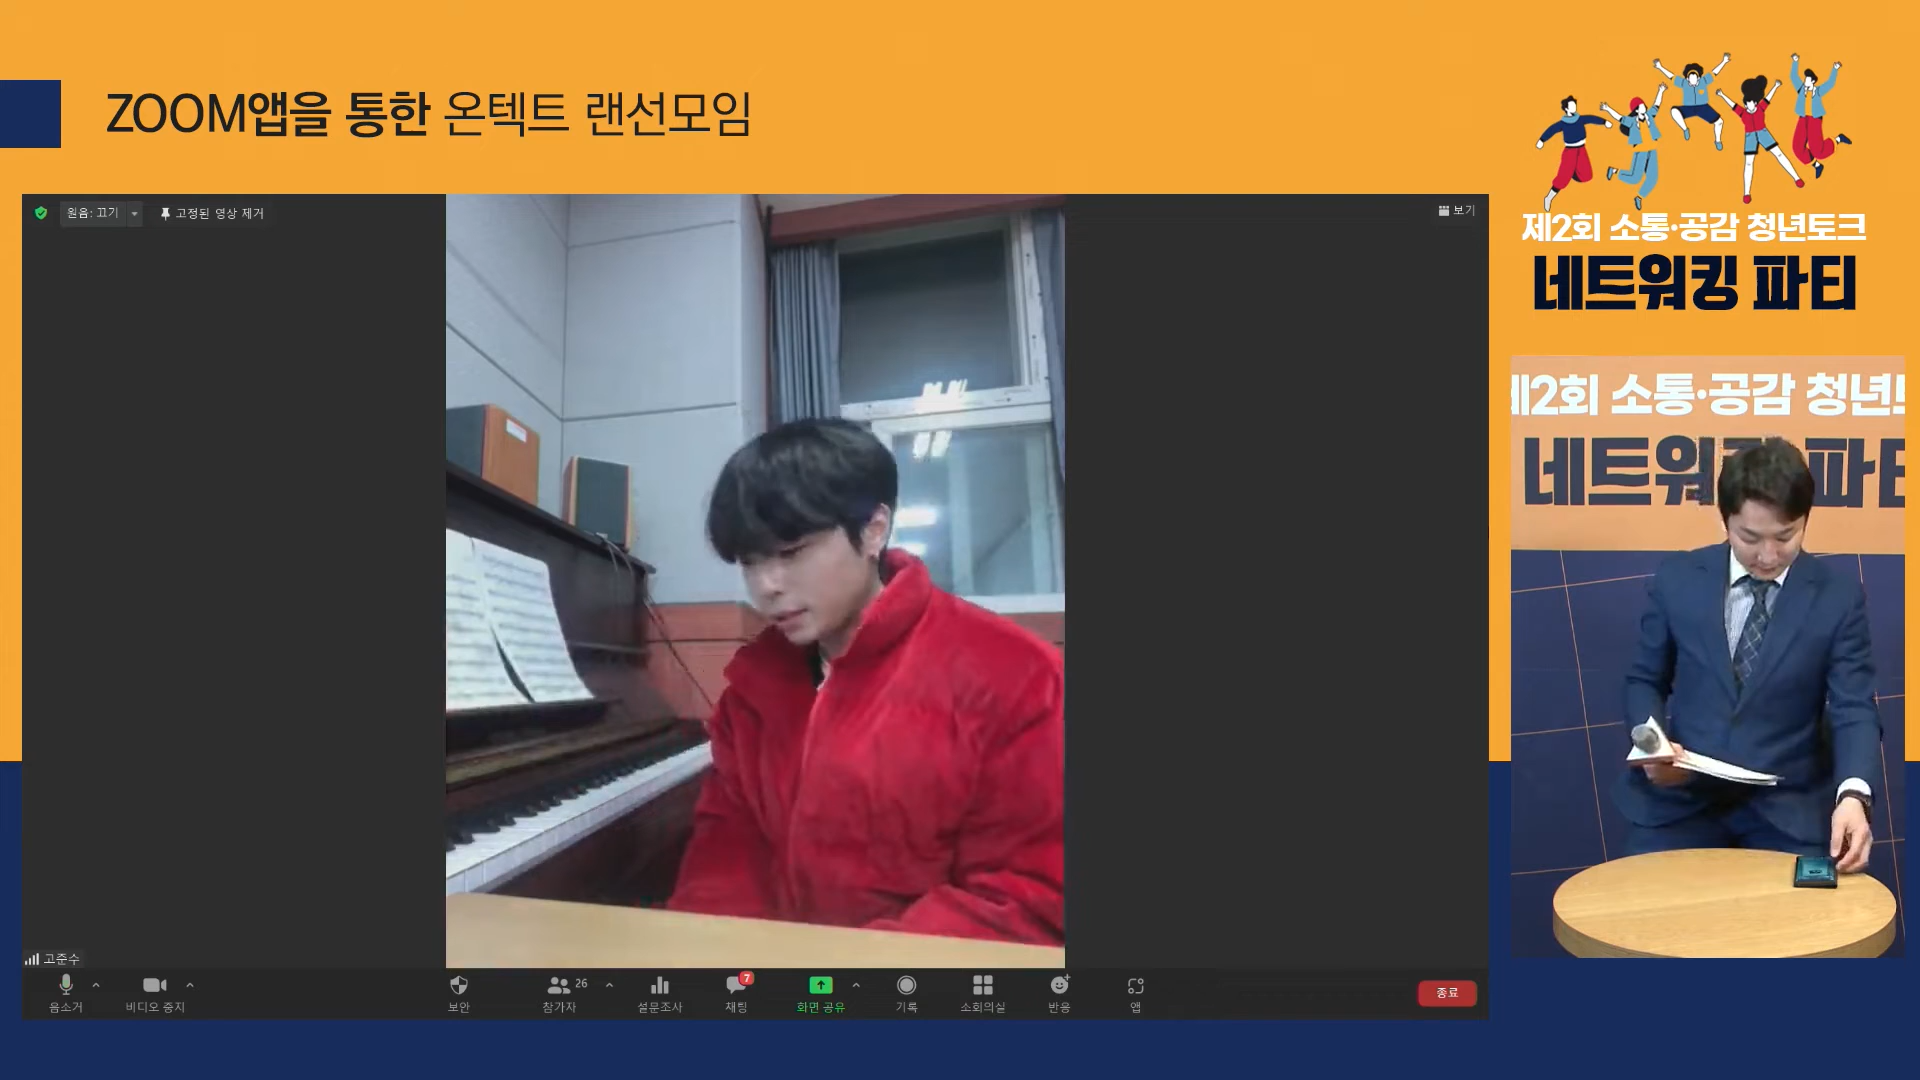 ZOOM앱을 통한 온텍트 랜선모임
원음: 끄기
고정된 영상 제거
보기
제2회 소통·공감 청년토크
네트워킹 파티
제2회 소통·공감 청년토
네트워킹 파티
고준수
음소거
비디오 중지
보안
26
참가자
설문조사
7
채팅
화면 공유
기록
소회의실
반응
앱
종료